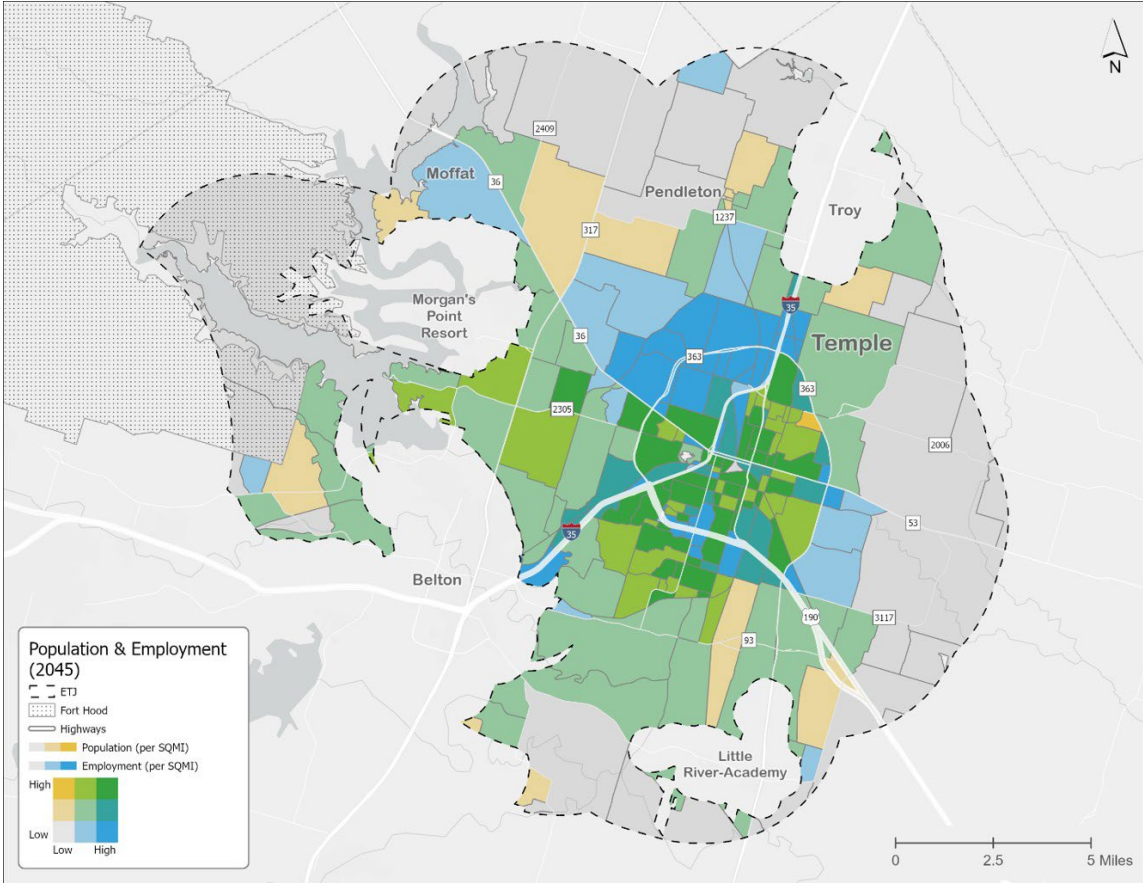 N
2409
Moffat
36
Pendleton
1237
Troy
317
Morgan's
Point
Resort
35
36
363
Temple
363
2305
2006
53
35
Belton
190
3117
93
Little
River-Academy
Population & Employment
(2045)
ETJ
Fort Hood
Highways
Population (per SQMI)
Employment (per SQMI)
High
Low
Low High
0 2.5 5 Miles